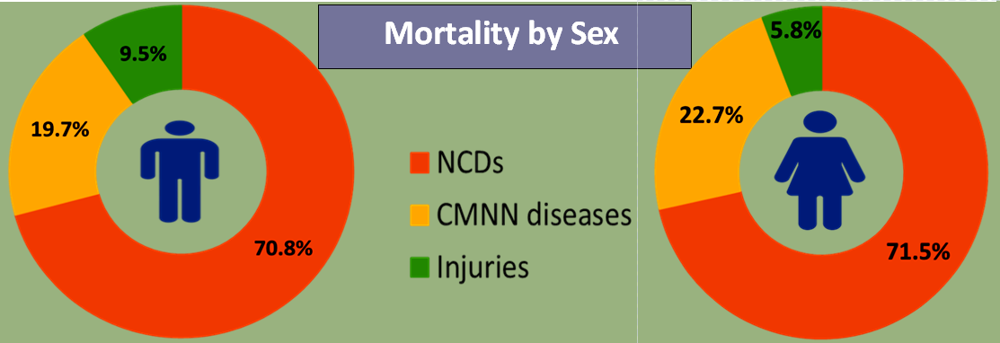 Mortality by Sex
9.5%
19.7%
70.8%
NCDs
CMNN diseases
Injuries
5.8%
22.7%
71.5%